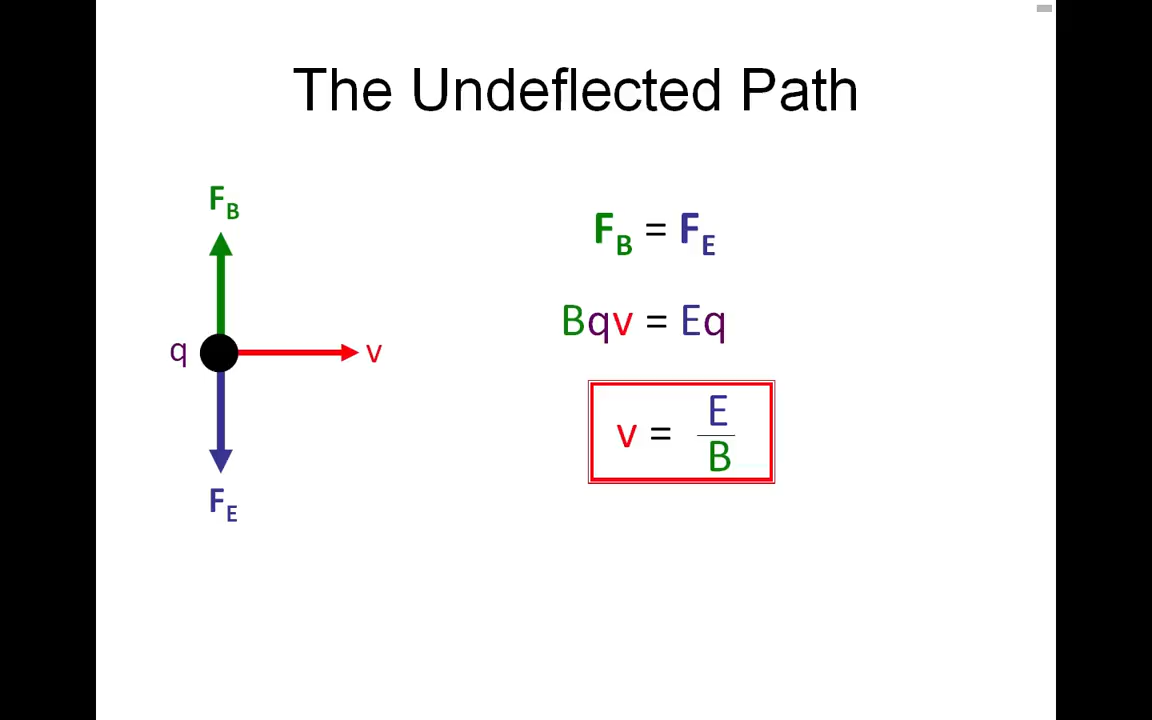 The Undeflected Path
F_B
q
v
F_E
F_B = F_E
Bqv = Eq
v = E/B